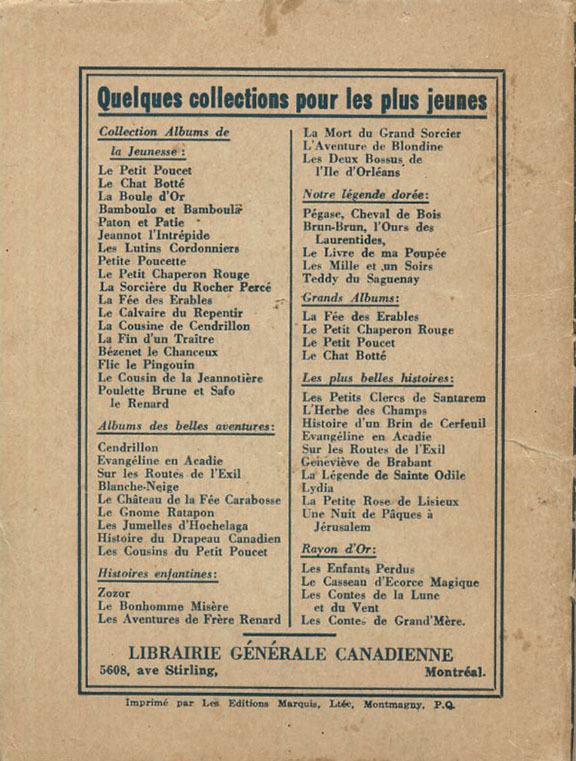 Quelques collections pour les plus jeunes
Collection Albums de
la Jeunesse :
Le Petit Poucet
Le Chat Botté
La Boule d'Or
Bamboulo et Bamboula
Paton et Patie
Jeannot l'Intrépide
Les Lutins Cordonniers
Petite Poucette
Le Petit Chaperon Rouge
La Sorcière du Rocher Percé
La Fée des Erables
Le Calvaire du Repentir
La Cousine de Cendrillon
La Fin d'un Traître
Bézenet le Chanceux
Flic le Pingouin
Le Cousin de la Jeannotière
Poulette Brune et Safo
le Renard
Albums des belles aventures:
Cendrillon
Evangéline en Acadie
Sur les Routes de l'Exil
Blanche-Neige
Le Château de la Fée Carabosse
Le Gnome Ratapon
Les Jumelles d'Hochelaga
Histoire du Drapeau Canadien
Les Cousins du Petit Poucet
Histoires enfantines:
Zozor
Le Bonhomme Misère
Les Aventures de Frère Renard
La Mort du Grand Sorcier
L'Aventure de Blondine
Les Deux Bossus de
l'Ile d'Orléans
Notre légende dorée:
Pégase, Cheval de Bois
Brun-Brun, l'Ours des
Laurentides,
Le Livre de ma Poupée
Les Mille et un Soirs
Teddy du Saguenay
Grands Albums:
La Fée des Erables
Le Petit Chaperon Rouge
Le Petit Poucet
Le Chat Botté
Les plus belles histoires:
Les Petits Clercs de Santarem
L'Herbe des Champs
Histoire d'un Brin de Cerfeuil
Evangéline en Acadie
Sur les Routes de l'Exil
Geneviève de Brabant
La Légende de Sainte Odile
Lydia
La Petite Rose de Lisieux
Une Nuit de Pâques à
Jérusalem
Rayon d'Or:
Les Enfants Perdus
Le Casseau d'Ecorce Magique
Les Contes de la Lune
et du Vent
Les Contes de Grand'Mère.
LIBRAIRIE GÉNÉRALE CANADIENNE
5608, ave Stirling, Montréal.
Imprimé par Les Editions Marquis, Ltée, Montmagny, P.Q.